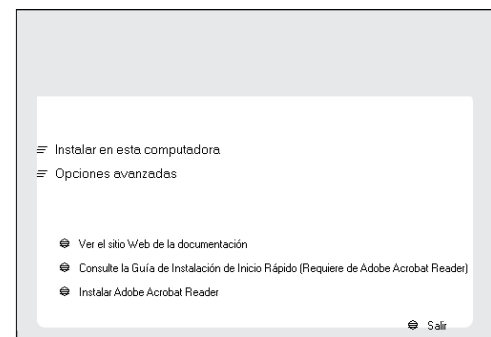 Instalar en esta computadora
Opciones avanzadas
Ver el sitio Web de la documentación
Consulte la Guía de Instalación de Inicio Rápido (Requiere de Adobe Acrobat Reader)
Instalar Adobe Acrobat Reader
Salir